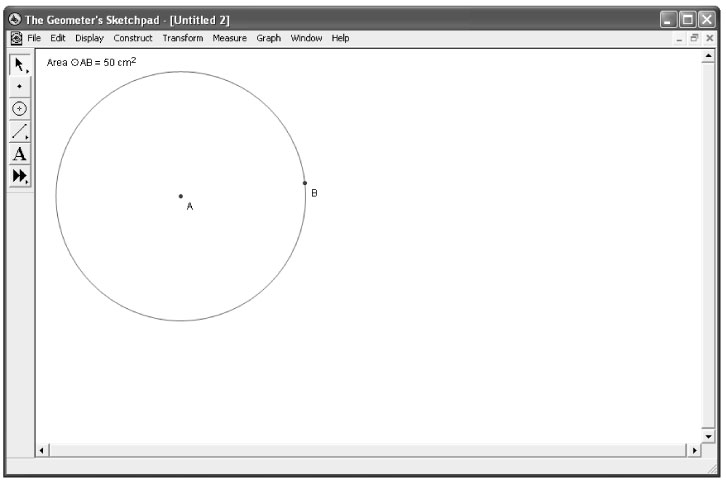 The Geometer's Sketchpad - [Untitled 2]
File Edit Display Construct Transform Measure Graph Window Help
Area ⊙AB = 50 cm²
A
B
A